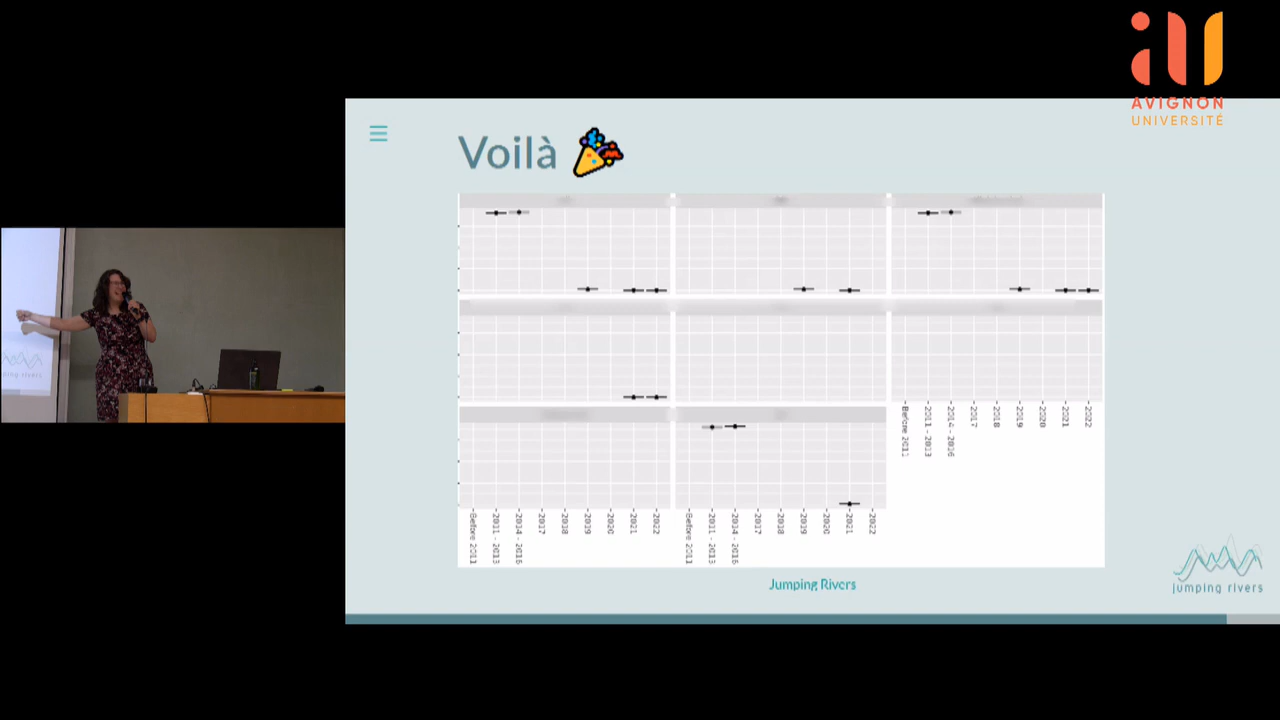 AVIGNON
UNIVERSITÉ
Voilà
Before 2011
2011 - 2013
2014 - 2016
2017
2018
2019
2020
2021
2022
Before 2011
2011 - 2013
2014 - 2016
2017
2018
2019
2020
2021
2022
Before 2011
2011 - 2013
2014 - 2016
2017
2018
2019
2020
2021
2022
Jumping Rivers
jumping rivers